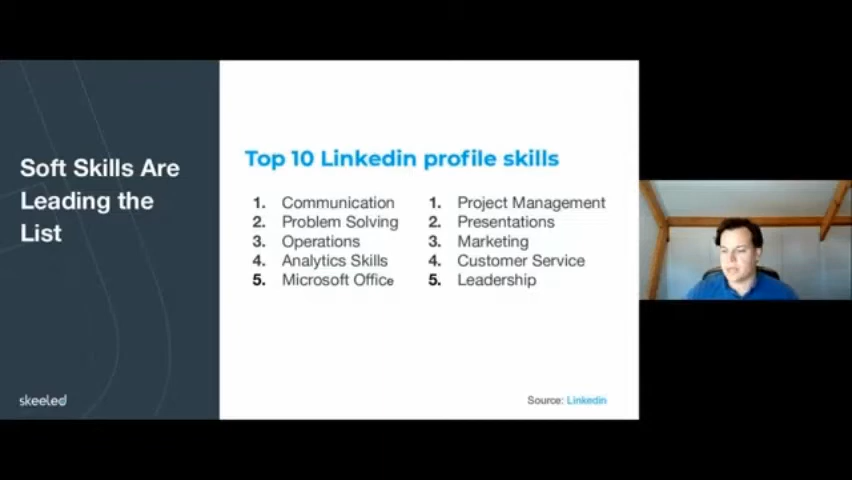 Soft Skills Are
Leading the
List
Top 10 Linkedin profile skills
1. Communication
2. Problem Solving
3. Operations
4. Analytics Skills
5. Microsoft Office
1. Project Management
2. Presentations
3. Marketing
4. Customer Service
5. Leadership
skeeled
Source: Linkedin